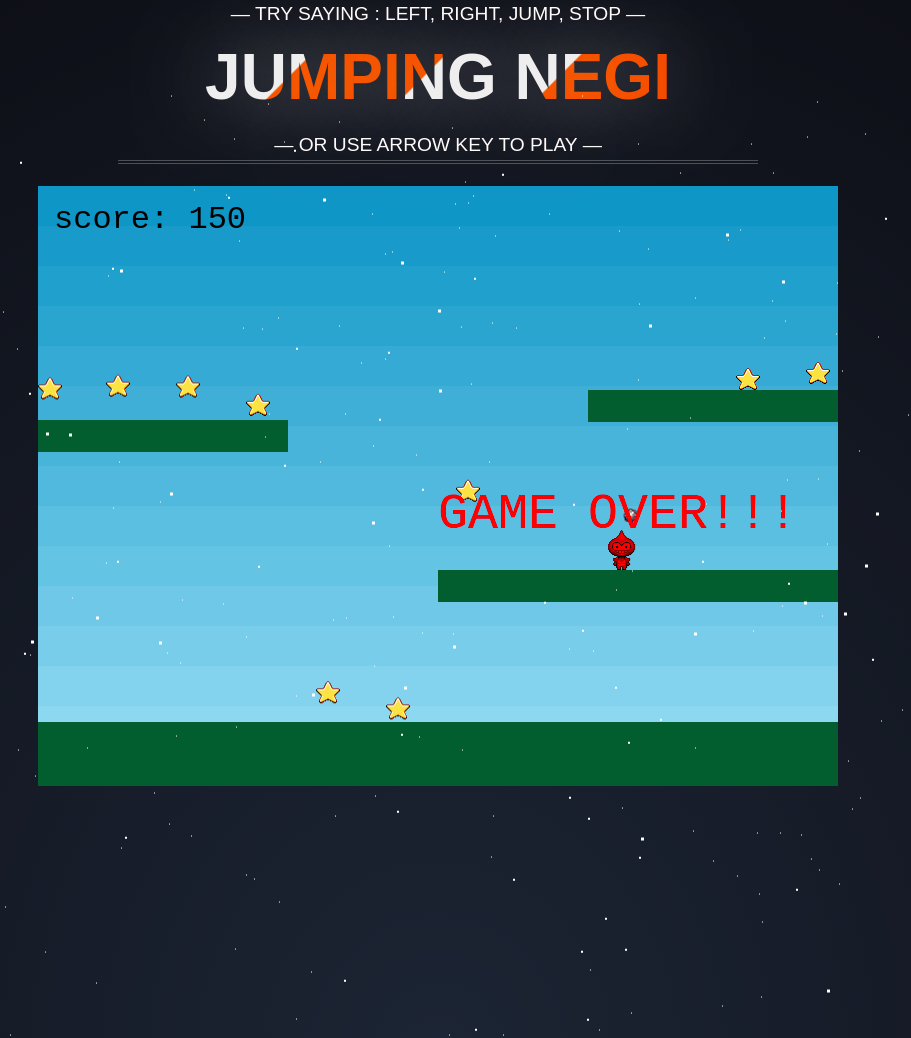 — TRY SAYING : LEFT, RIGHT, JUMP, STOP —
JUMPING NEGI
— OR USE ARROW KEY TO PLAY —
score: 150
GAME OVER!!!